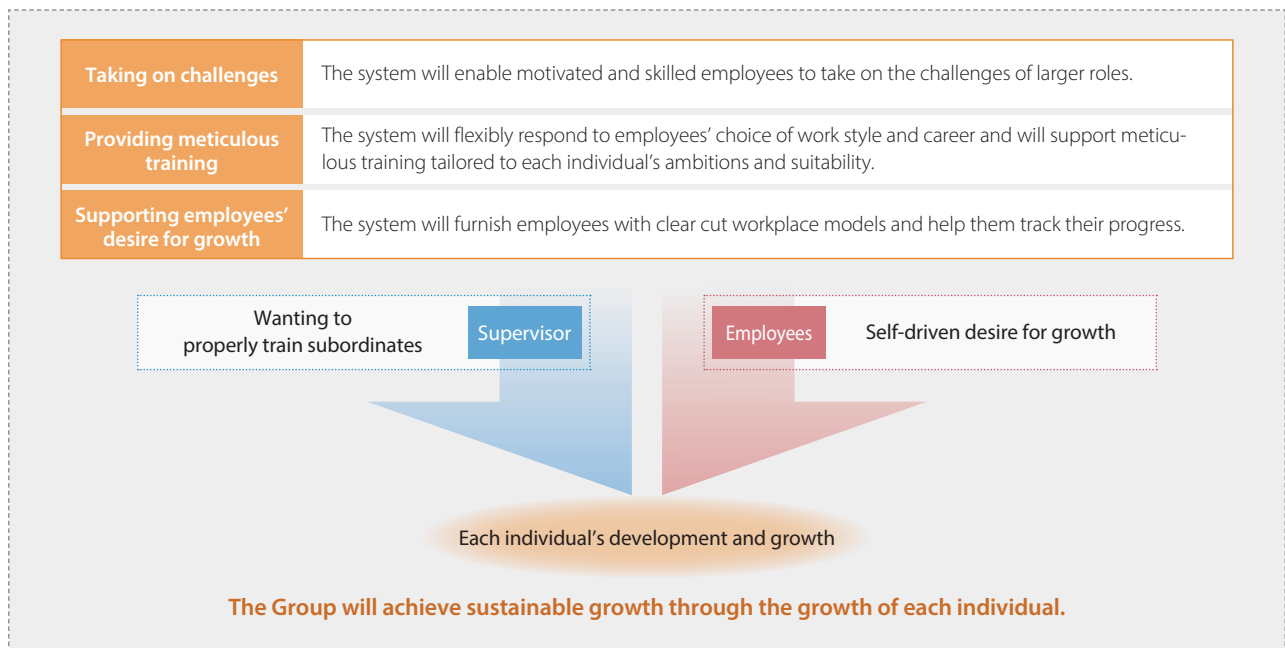 Taking on challenges
The system will enable motivated and skilled employees to take on the challenges of larger roles.
Providing meticulous
training
The system will flexibly respond to employees’ choice of work style and career and will support meticu-
lous training tailored to each individual’s ambitions and suitability.
Supporting employees’
desire for growth
The system will furnish employees with clear cut workplace models and help them track their progress.
Wanting to
properly train subordinates
Supervisor
Employees
Self-driven desire for growth
Each individual’s development and growth
The Group will achieve sustainable growth through the growth of each individual.